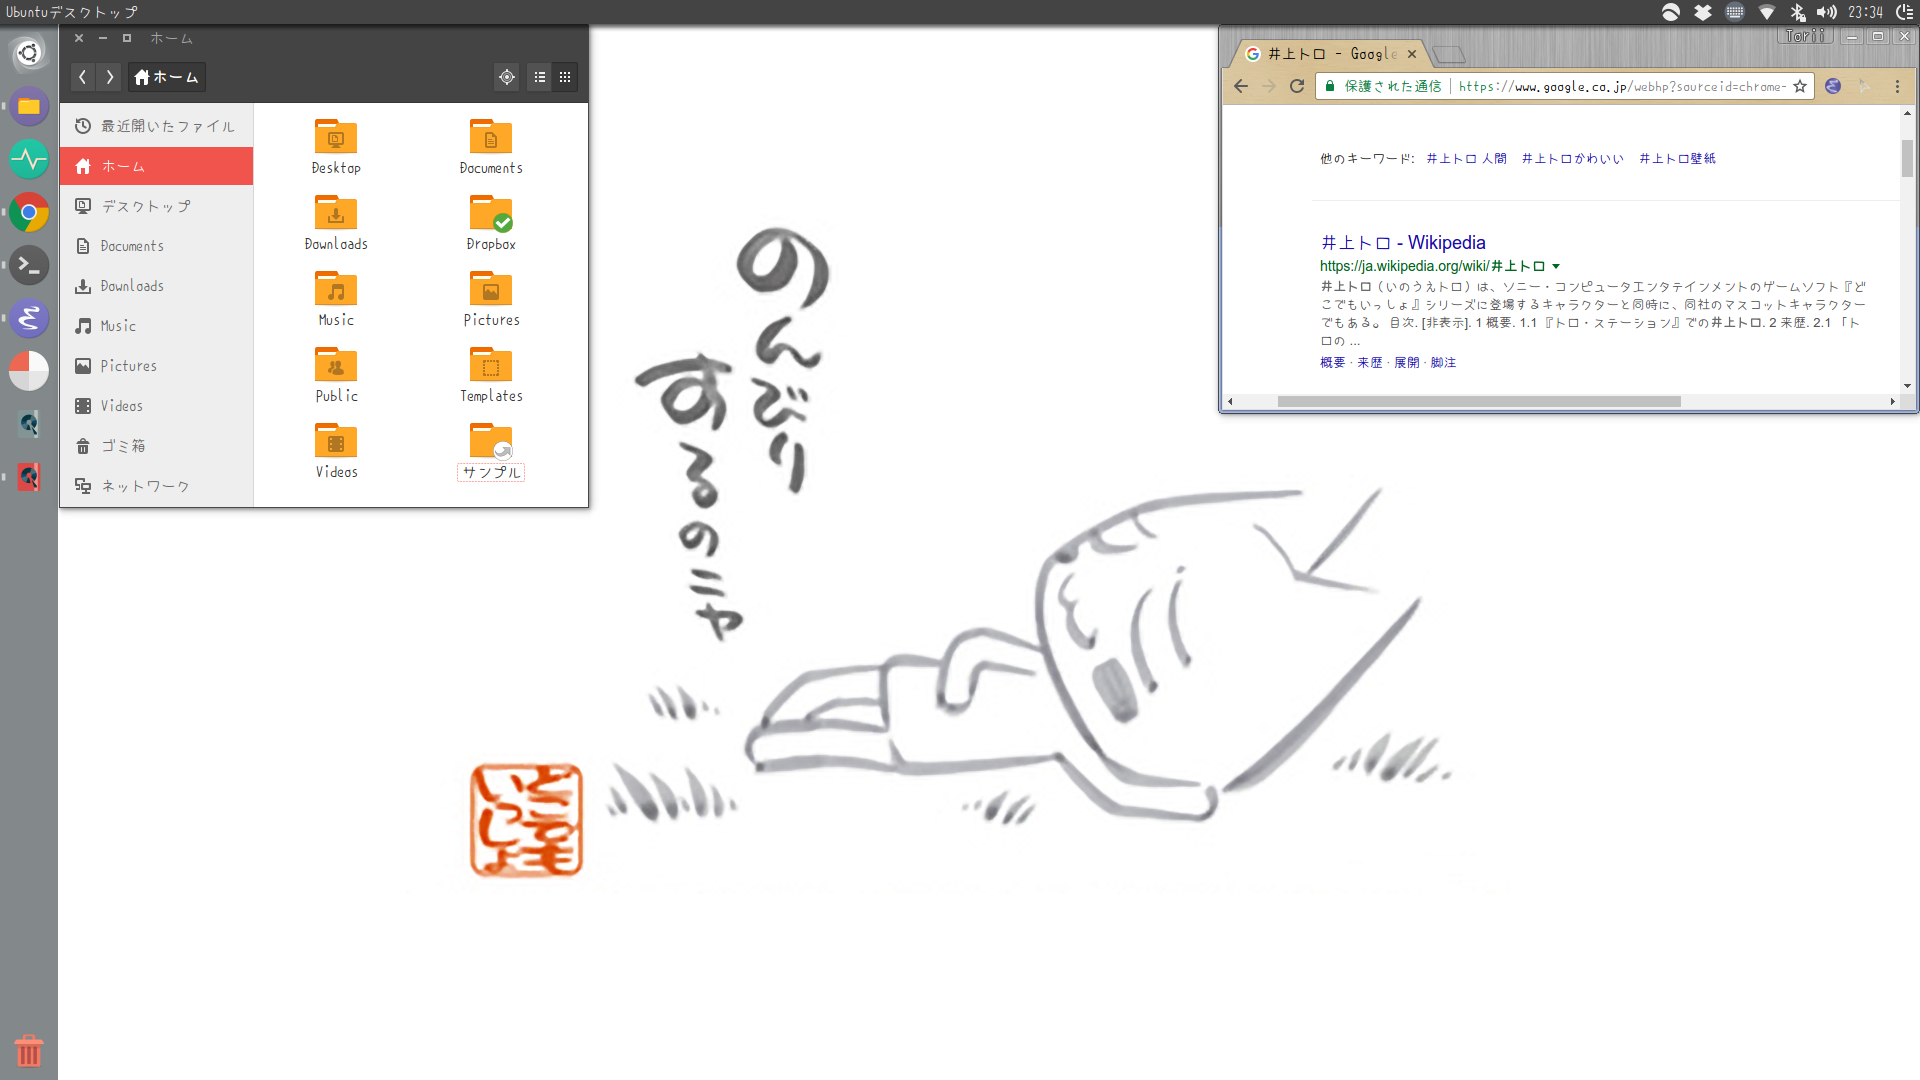 Ubuntuデスクトップ
23:34
ホーム
ホーム
最近開いたファイル
ホーム
デスクトップ
Documents
Downloads
Music
Pictures
Videos
ゴミ箱
ネットワーク
Desktop
Documents
Downloads
Dropbox
Music
Pictures
Public
Templates
Videos
サンプル
Torii
井上トロ - Google
保護された通信
https://www.google.co.jp/webhp?sourceid=chrome-
他のキーワード: 井上トロ 人間 井上トロかわいい 井上トロ壁紙
井上トロ - Wikipedia
https://ja.wikipedia.org/wiki/井上トロ
井上トロ（いのうえトロ）は、ソニー・コンピュータエンタテインメントのゲームソフト『ど
こでもいっしょ』シリーズに登場するキャラクターと同時に、同社のマスコットキャラクター
でもある。 目次. [非表示]. 1 概要. 1.1 『トロ・ステーション』での井上トロ. 2 来歴. 2.1 「ト
ロの ...
概要 · 来歴 · 展開 · 脚注
のんびり
するのニャ
どこでも
いっしょ